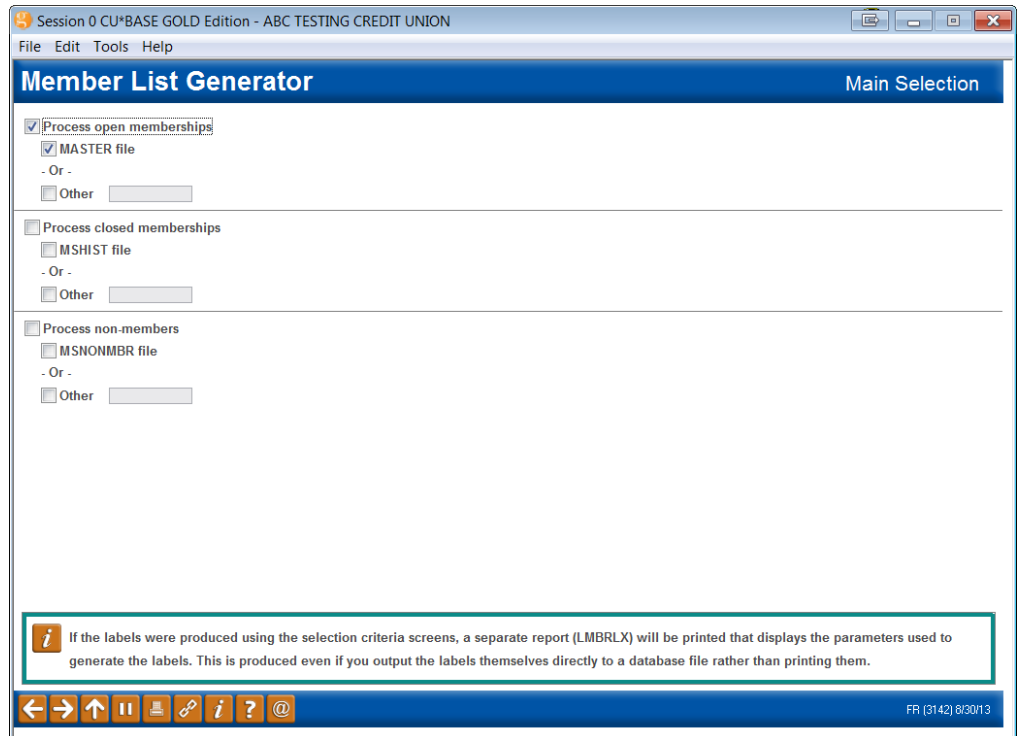 Session 0 CU*BASE GOLD Edition - ABC TESTING CREDIT UNION
File Edit Tools Help
Member List Generator Main Selection
Process open memberships
MASTER file
- Or -
Other
Process closed memberships
MSHIST file
- Or -
Other
Process non-members
MSNONMBR file
- Or -
Other
If the labels were produced using the selection criteria screens, a separate report (LMBRLX) will be printed that displays the parameters used to
generate the labels. This is produced even if you output the labels themselves directly to a database file rather than printing them.
FR (3142) 8/30/13